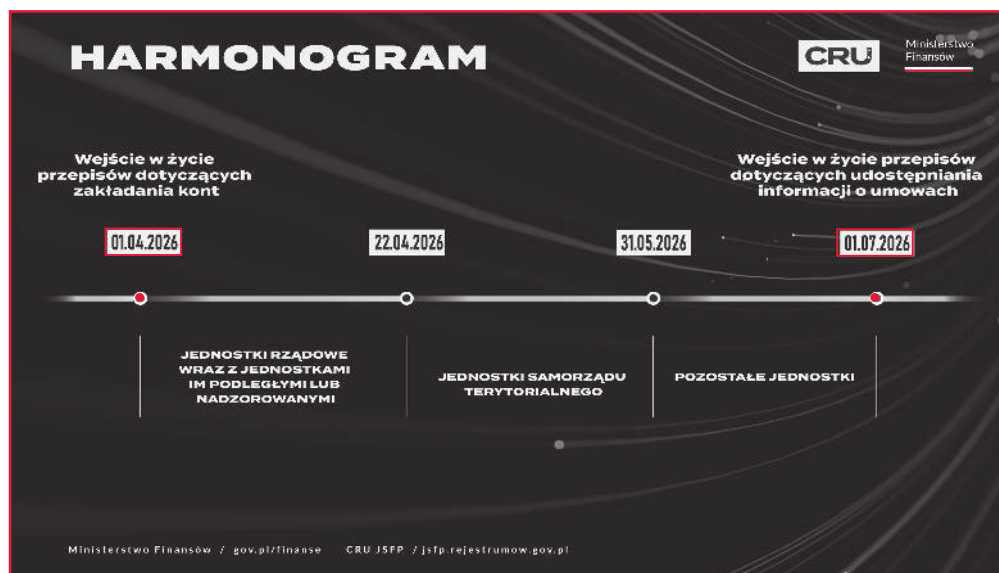 HARMONOGRAM
CRU
Ministerstwo
Finansów
Wejście w życie
przepisów dotyczących
zakładania kont
Wejście w życie przepisów
dotyczących udostępniania
informacji o umowach
01.04.2026
22.04.2026
31.05.2026
01.07.2026
JEDNOSTKI RZĄDOWE
WRAZ Z JEDNOSTKAMI
IM PODLEGŁYMI LUB
NADZOROWANYMI
JEDNOSTKI SAMORZĄDU
TERYTORIALNEGO
POZOSTAŁE JEDNOSTKI
Ministerstwo Finansów / gov.pl/finanse CRU JSFP / jsfp.rejestrumow.gov.pl